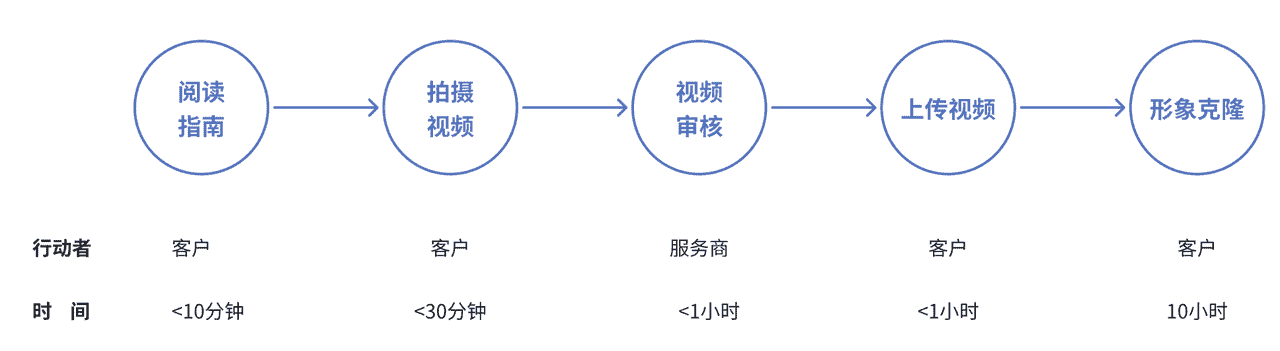 阅读
指南
拍摄
视频
视频
审核
上传视频
形象克隆
行动者 客户 客户 服务商 客户 客户
时 间 <10分钟 <30分钟 <1小时 <1小时 10小时